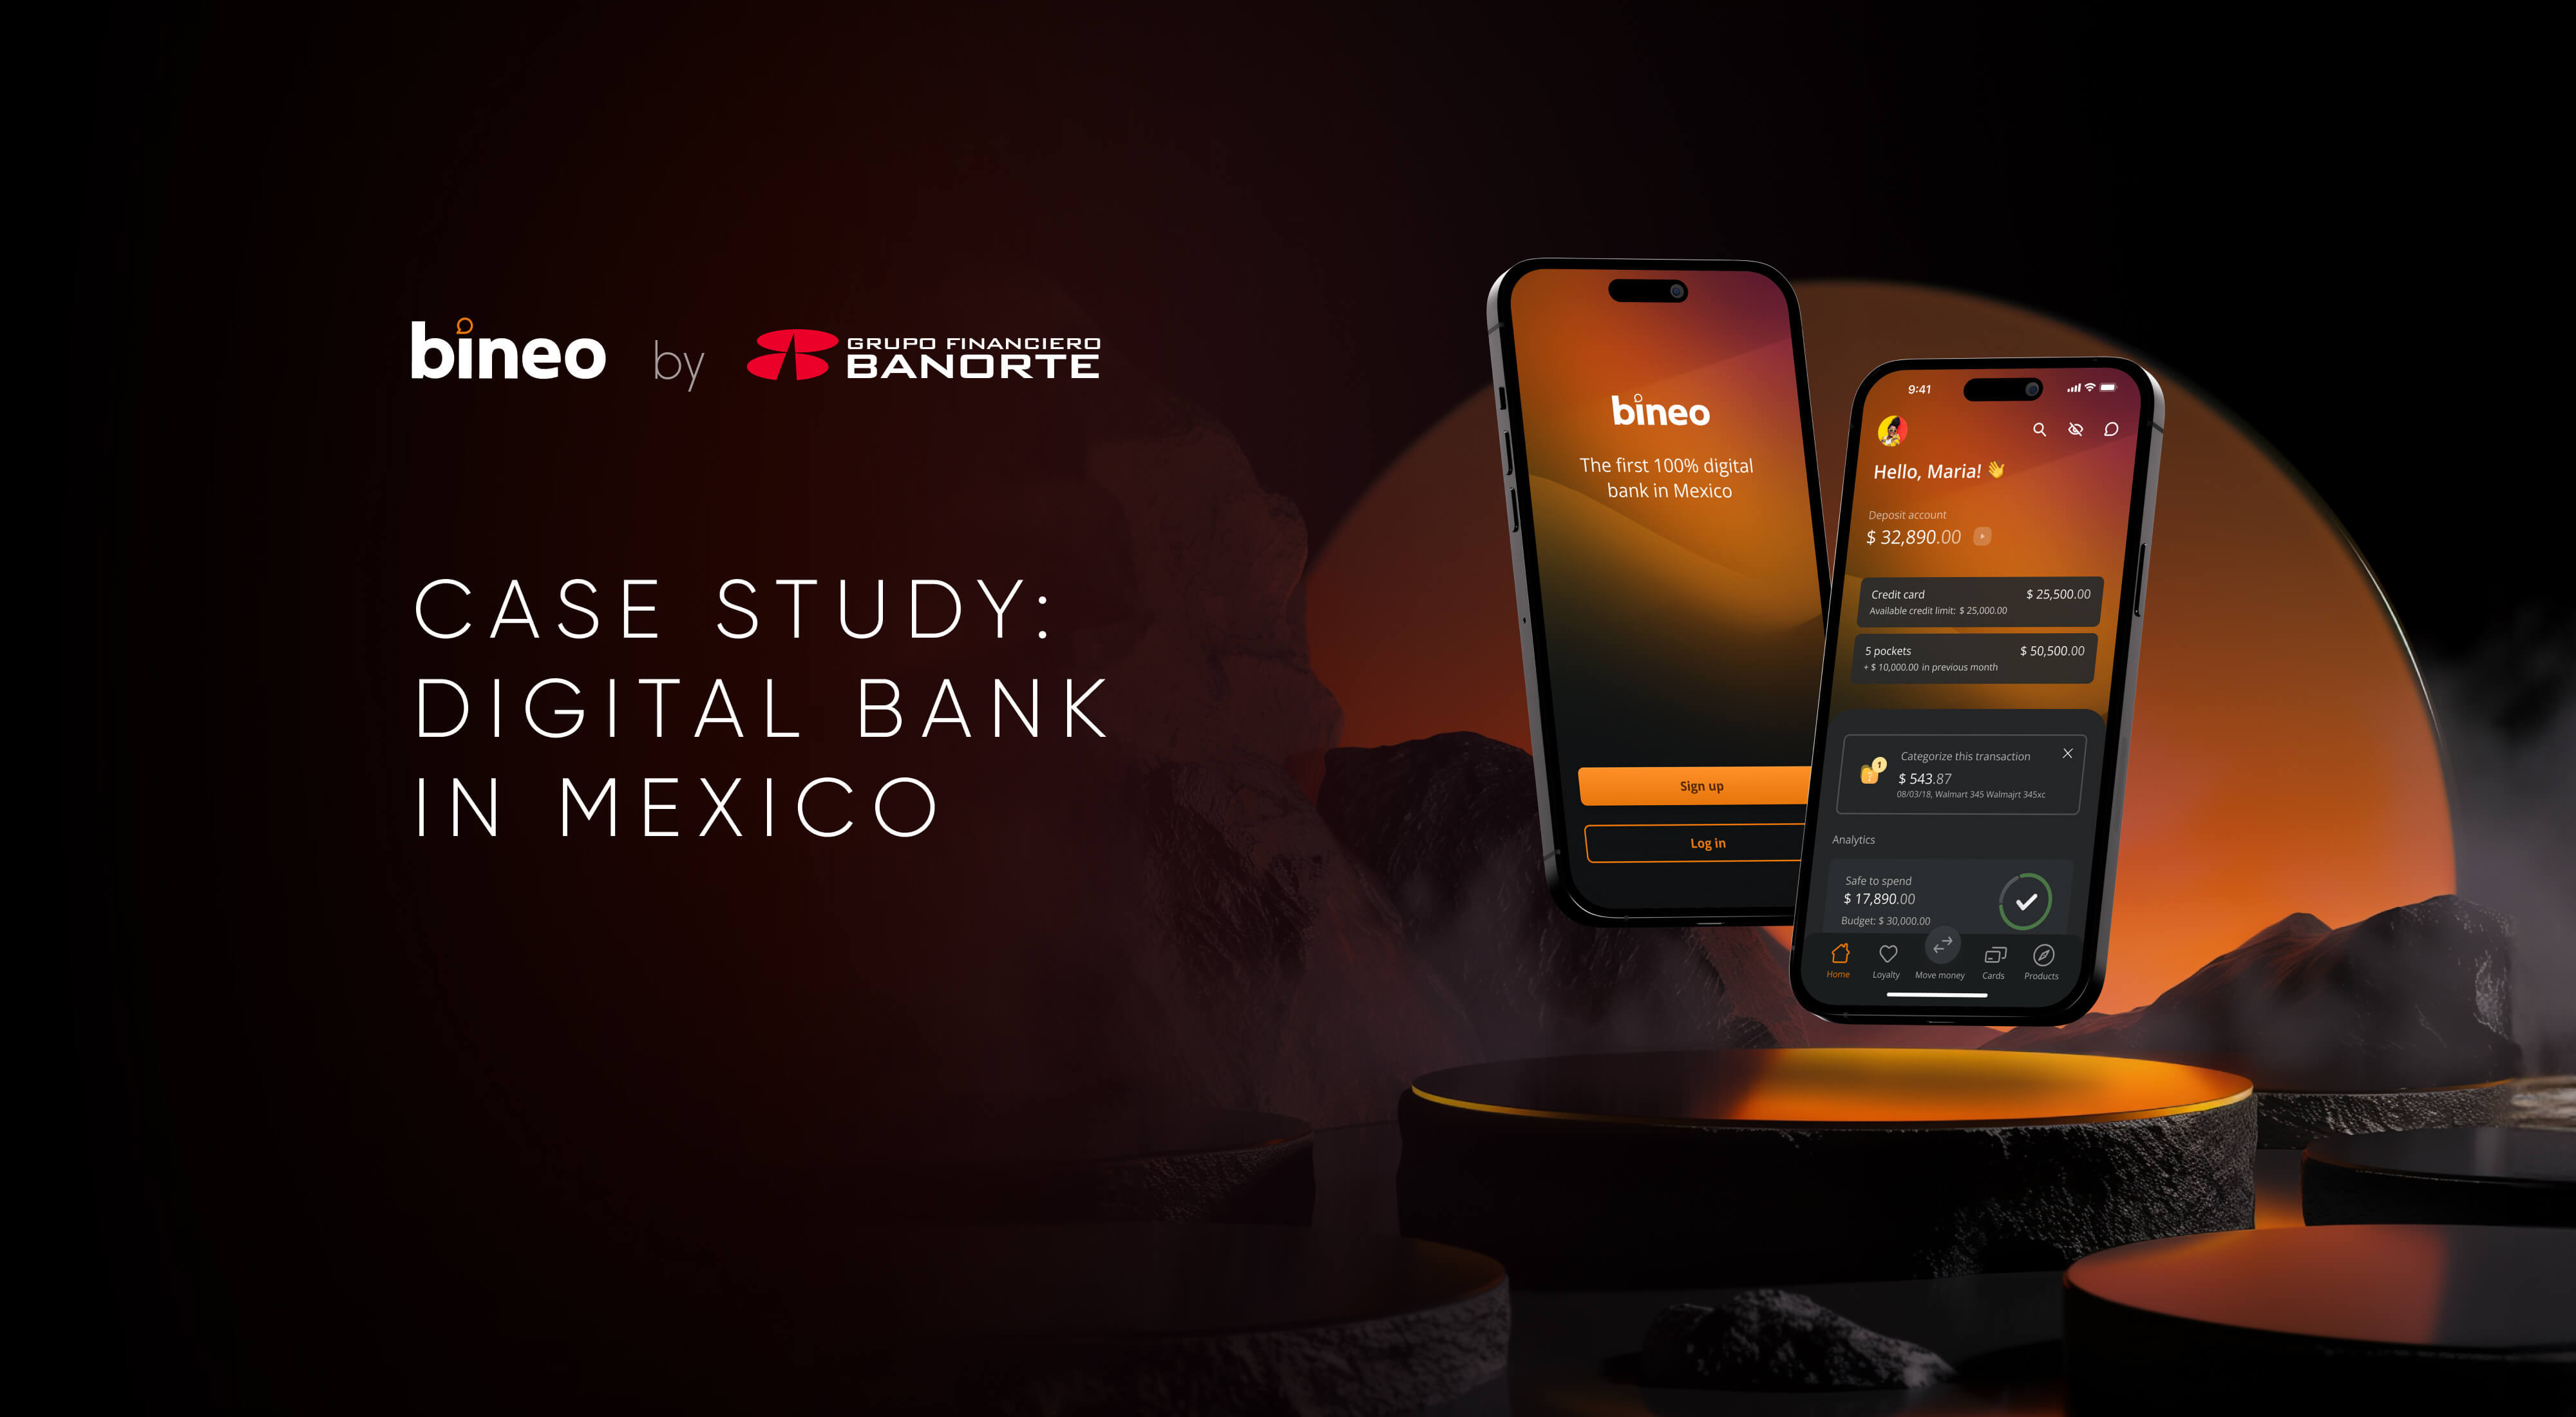 bineo by GRUPO FINANCIERO
BANORTE
CASE STUDY:
DIGITAL BANK
IN MEXICO
bineo
The first 100% digital
bank in Mexico
Sign up
Log in
9:41
Hello, Maria! 👋
Deposit account
$ 32,890.00
Credit card $ 25,500.00
Available credit limit: $ 25,000.00
5 pockets $ 50,500.00
+ $ 10,000.00 in previous month
Categorize this transaction
1
$ 543.87
08/03/18, Walmart 345 Walmajrt 345xc
Analytics
Safe to spend
$ 17,890.00
Budget: $ 30,000.00
Home Loyalty Move money Cards Products